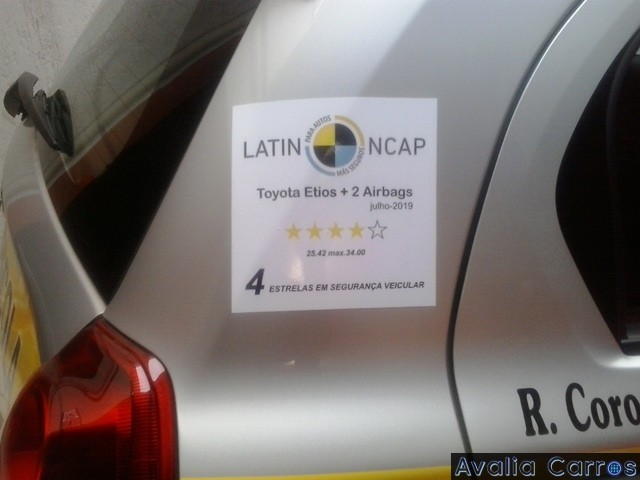 LATIN NCAP
PARA AUTOS
MÁS SEGUROS
Toyota Etios + 2 Airbags
julho-2019
25.42 max.34.00
4 ESTRELAS EM SEGURANÇA VEICULAR
R. Coro
Avalia Carros